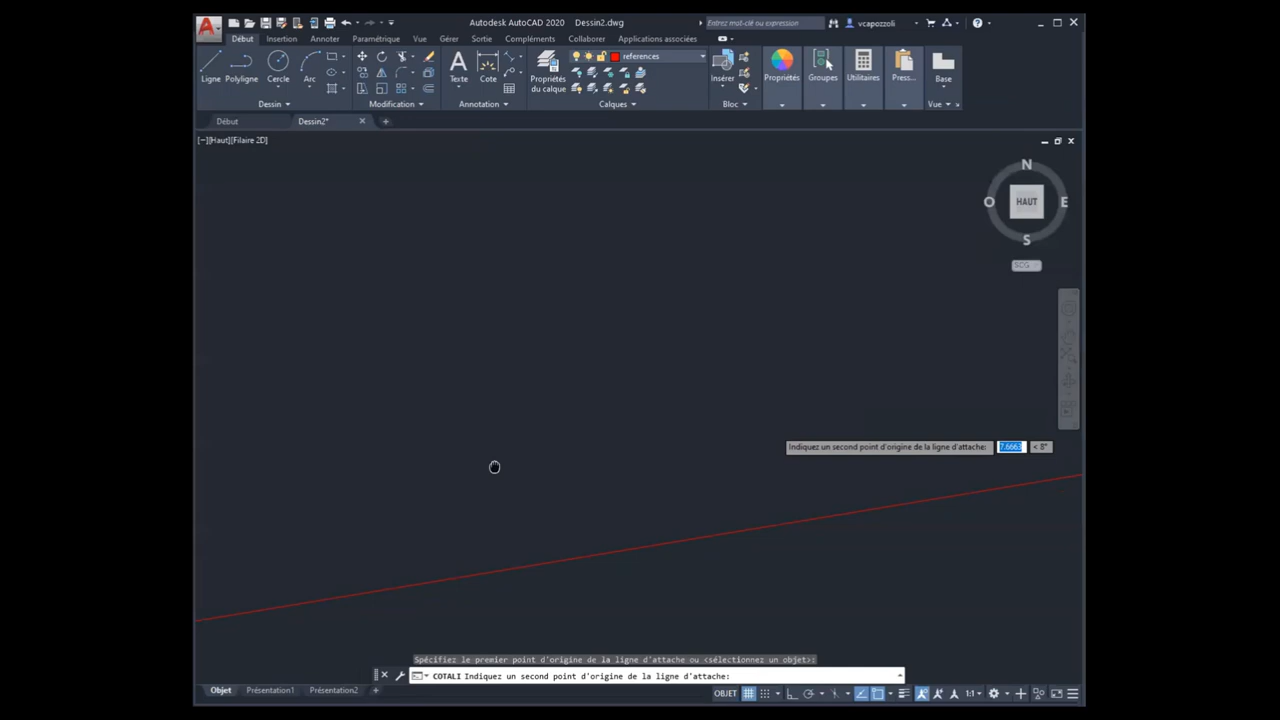 Autodesk AutoCAD 2020 Dessin2.dwg
Entrez mot-clé ou expression
vcapozzoli
Début Insertion Annoter Paramétrique Vue Gérer Sortie Compléments Collaborer Applications associées
references
Ligne Polyligne Cercle Arc
Texte Cote
Propriétés
du calque
Insérer
Propriétés Groupes Utilitaires Press... Base
Dessin Modification Annotation Calques Bloc Vue
Début Dessin2*
[−][Haut][Filaire 2D]
N
O HAUT E
S
SCG
Indiquez un second point d'origine de la ligne d'attache: 7.6663 < 8°
Spécifiez le premier point d'origine de la ligne d'attache ou <sélectionnez un objet>:
COTALI Indiquez un second point d'origine de la ligne d'attache:
Objet Présentation1 Présentation2 +
OBJET 1:1